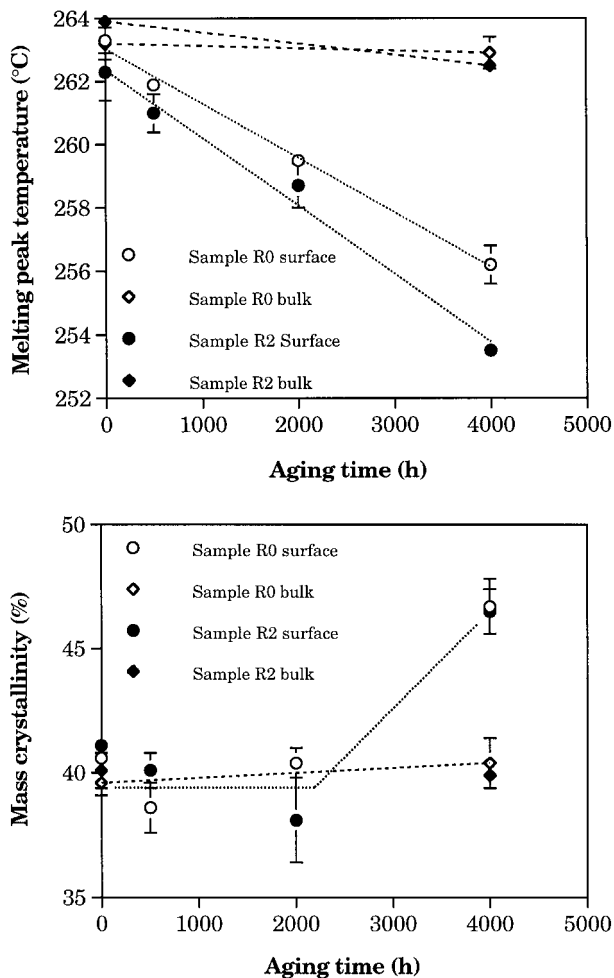 264
262
260
258
256
254
252
Melting peak temperature (°C)
Sample R0 surface
Sample R0 bulk
Sample R2 Surface
Sample R2 bulk
0 1000 2000 3000 4000 5000
Aging time (h)
50
45
40
35
Mass crystallinity (%)
Sample R0 surface
Sample R0 bulk
Sample R2 surface
Sample R2 bulk
0 1000 2000 3000 4000 5000
Aging time (h)